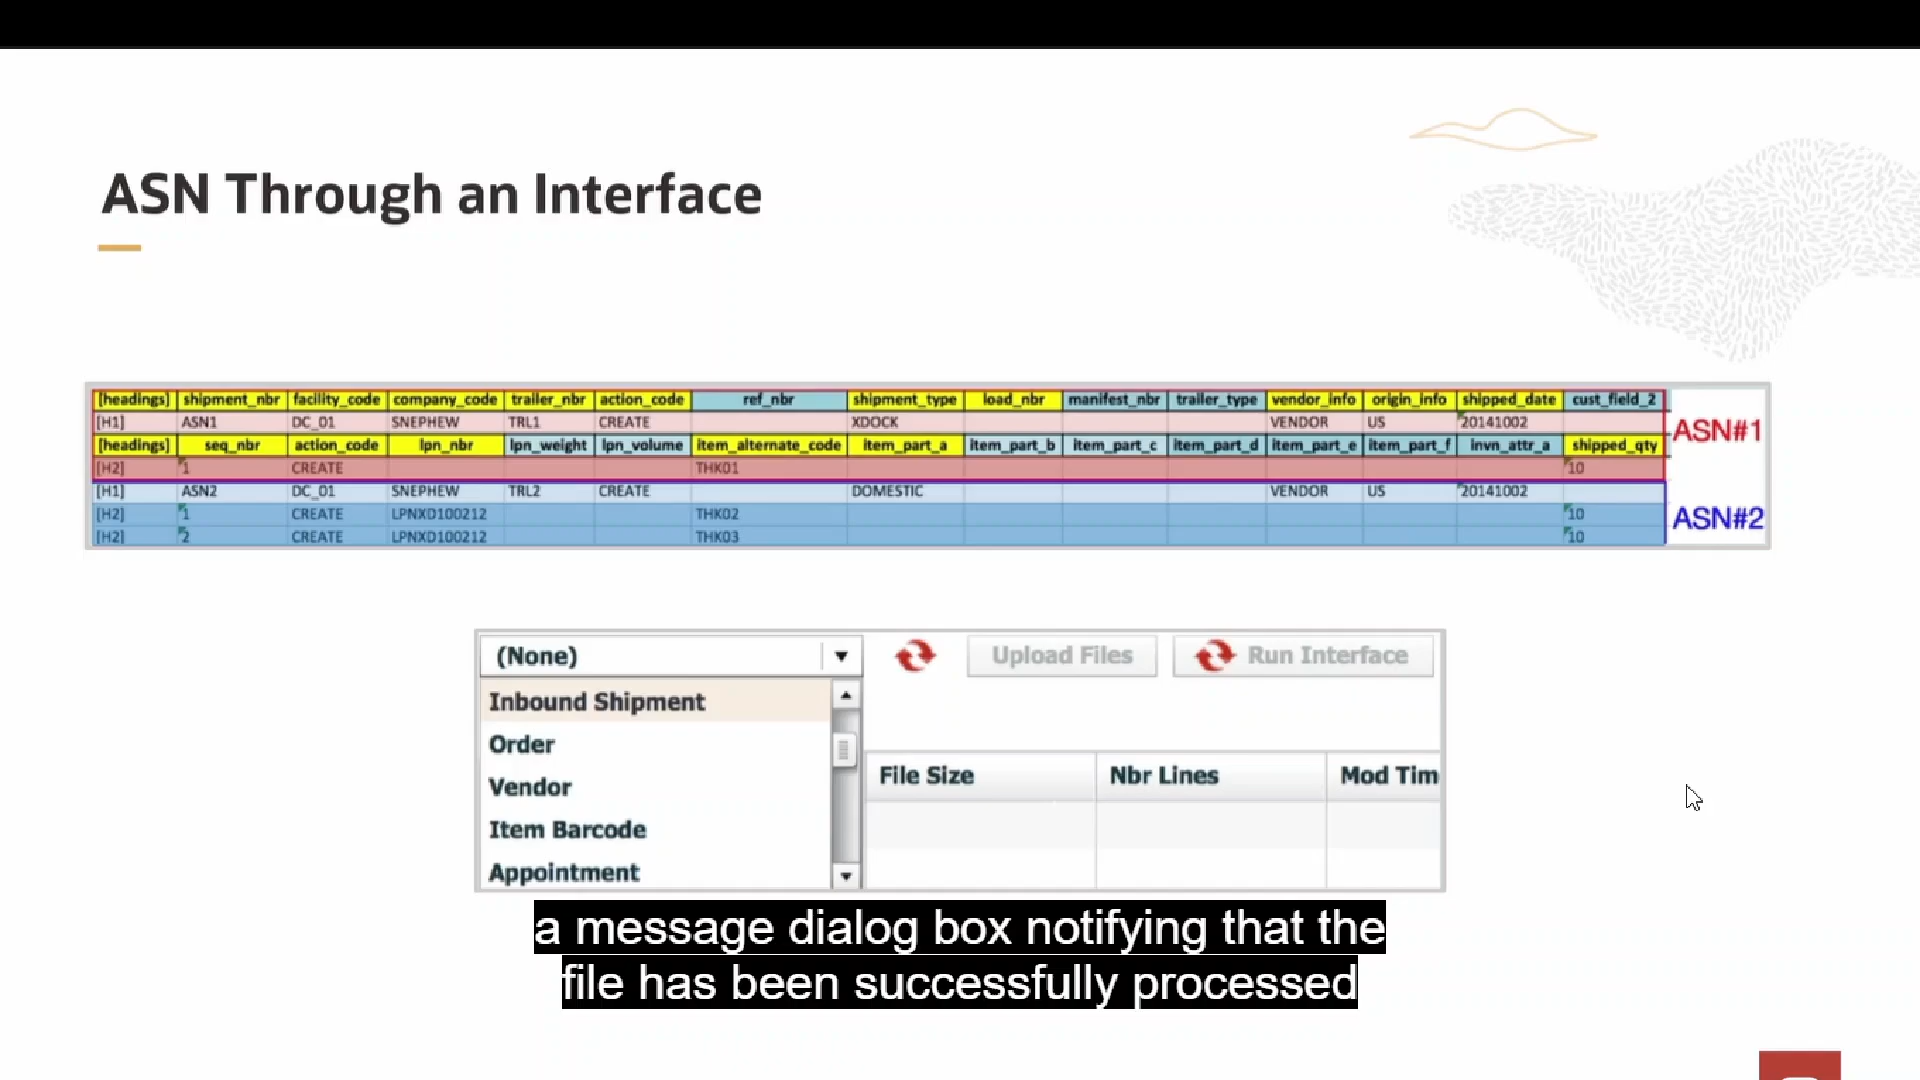 ASN Through an Interface
[headings] shipment_nbr facility_code company_code trailer_nbr action_code ref_nbr shipment_type load_nbr manifest_nbr trailer_type vendor_info origin_info shipped_date cust_field_2
[H1] ASN1 DC_01 SNEPHEW TRL1 CREATE XDOCK VENDOR US 20141002
ASN#1
[headings] seq_nbr action_code lpn_nbr lpn_weight lpn_volume item_alternate_code item_part_a item_part_b item_part_c item_part_d item_part_e item_part_f invn_attr_a shipped_qty
[H2] 1 CREATE THK01 10
[H1] ASN2 DC_01 SNEPHEW TRL2 CREATE DOMESTIC VENDOR US 20141002
[H2] 1 CREATE LPNXD100212 THK02 10
ASN#2
[H2] 2 CREATE LPNXD100212 THK03 10
(None) Upload Files Run Interface
Inbound Shipment
Order
Vendor
Item Barcode
Appointment
File Size Nbr Lines Mod Tim
a message dialog box notifying that the
file has been successfully processed